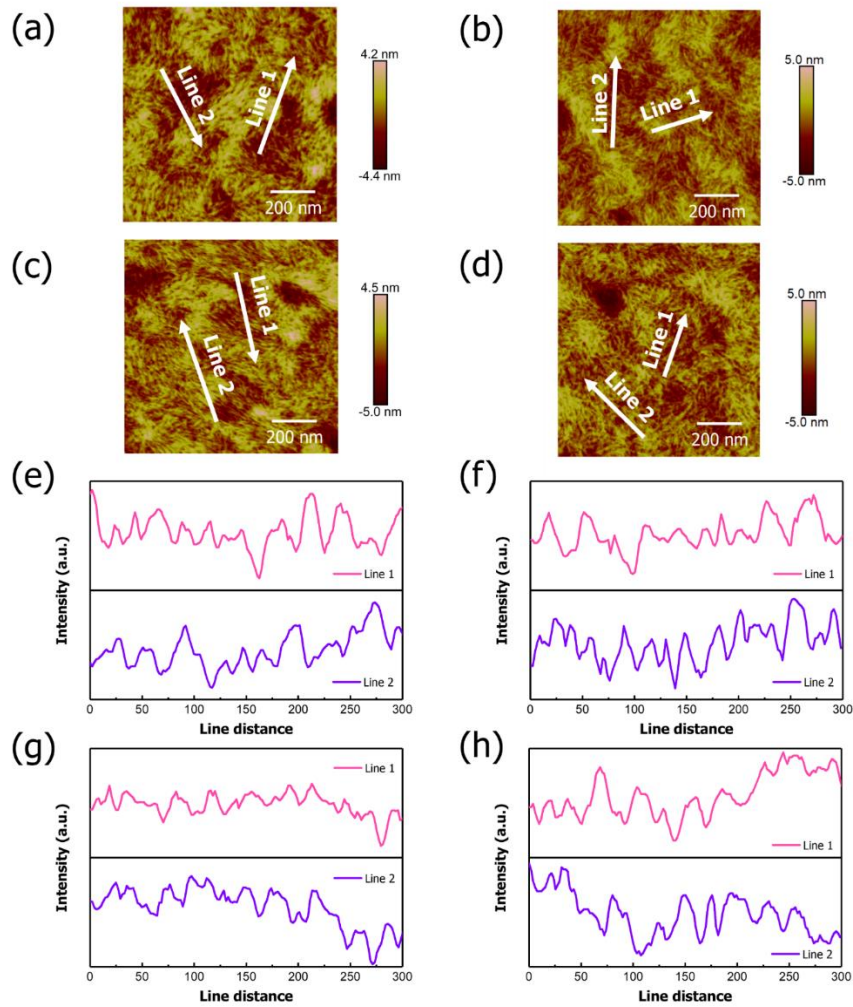 (a)
4.2 nm
Line 2
Line 1
200 nm
-4.4 nm
(b)
5.0 nm
Line 2
Line 1
200 nm
-5.0 nm
(c)
4.5 nm
Line 1
Line 2
200 nm
-5.0 nm
(d)
5.0 nm
Line 1
Line 2
200 nm
-5.0 nm
(e)
Intensity (a.u.)
Line 1
Line 2
0 50 100 150 200 250 300
Line distance
(f)
Intensity (a.u.)
Line 1
Line 2
0 50 100 150 200 250 300
Line distance
(g)
Intensity (a.u.)
Line 1
Line 2
0 50 100 150 200 250 300
Line distance
(h)
Intensity (a.u.)
Line 1
Line 2
0 50 100 150 200 250 300
Line distance